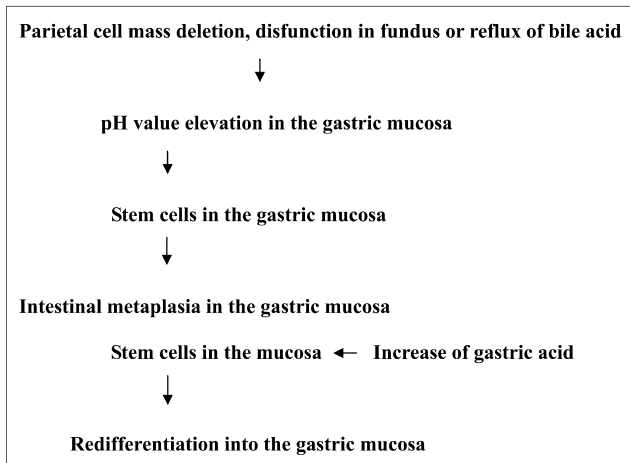 Parietal cell mass deletion, disfunction in fundus or reflux of bile acid
pH value elevation in the gastric mucosa
Stem cells in the gastric mucosa
Intestinal metaplasia in the gastric mucosa
Stem cells in the mucosa ← Increase of gastric acid
Redifferentiation into the gastric mucosa